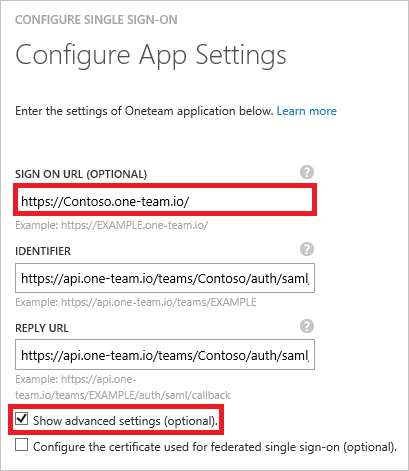 CONFIGURE SINGLE SIGN-ON
Configure App Settings
Enter the settings of Oneteam application below. Learn more
SIGN ON URL (OPTIONAL)
?
https://Contoso.one-team.io/
Example: https://EXAMPLE.one-team.io/
IDENTIFIER
?
https://api.one-team.io/teams/Contoso/auth/saml
Example: https://api.one-team.io/teams/EXAMPLE
REPLY URL
?
https://api.one-team.io/teams/Contoso/auth/saml
Example: https://api.one-
team.io/teams/EXAMPLE/auth/saml/callback
Show advanced settings (optional).
Configure the certificate used for federated single sign-on (optional).